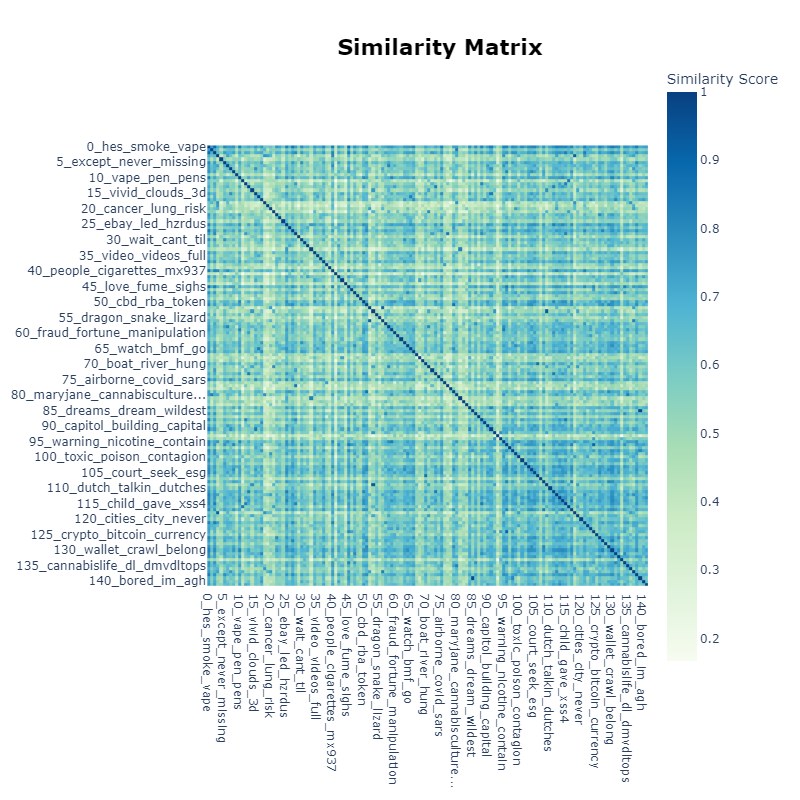 Similarity Matrix
Similarity Score
1
0.9
0.8
0.7
0.6
0.5
0.4
0.3
0.2
0_hes_smoke_vape
5_except_never_missing
10_vape_pen_pens
15_vivid_clouds_3d
20_cancer_lung_risk
25_ebay_led_hzrdus
30_wait_cant_til
35_video_videos_full
40_people_cigarettes_mx937
45_love_fume_sighs
50_cbd_rba_token
55_dragon_snake_lizard
60_fraud_fortune_manipulation
65_watch_bmf_go
70_boat_river_hung
75_airborne_covid_sars
80_maryjane_cannabisculture...
85_dreams_dream_wildest
90_capitol_building_capital
95_warning_nicotine_contain
100_toxic_poison_contagion
105_court_seek_esg
110_dutch_talkin_dutches
115_child_gave_xss4
120_cities_city_never
125_crypto_bitcoin_currency
130_wallet_crawl_belong
135_cannabislife_dl_dmvdltops
140_bored_im_agh
0_hes_smoke_vape
5_except_never_missing
10_vape_pen_pens
15_vivid_clouds_3d
20_cancer_lung_risk
25_ebay_led_hzrdus
30_wait_cant_til
35_video_videos_full
40_people_cigarettes_mx937
45_love_fume_sighs
50_cbd_rba_token
55_dragon_snake_lizard
60_fraud_fortune_manipulation
65_watch_bmf_go
70_boat_river_hung
75_airborne_covid_sars
80_maryjane_cannabisculture...
85_dreams_dream_wildest
90_capitol_building_capital
95_warning_nicotine_contain
100_toxic_poison_contagion
105_court_seek_esg
110_dutch_talkin_dutches
115_child_gave_xss4
120_cities_city_never
125_crypto_bitcoin_currency
130_wallet_crawl_belong
135_cannabislife_dl_dmvdltops
140_bored_im_agh